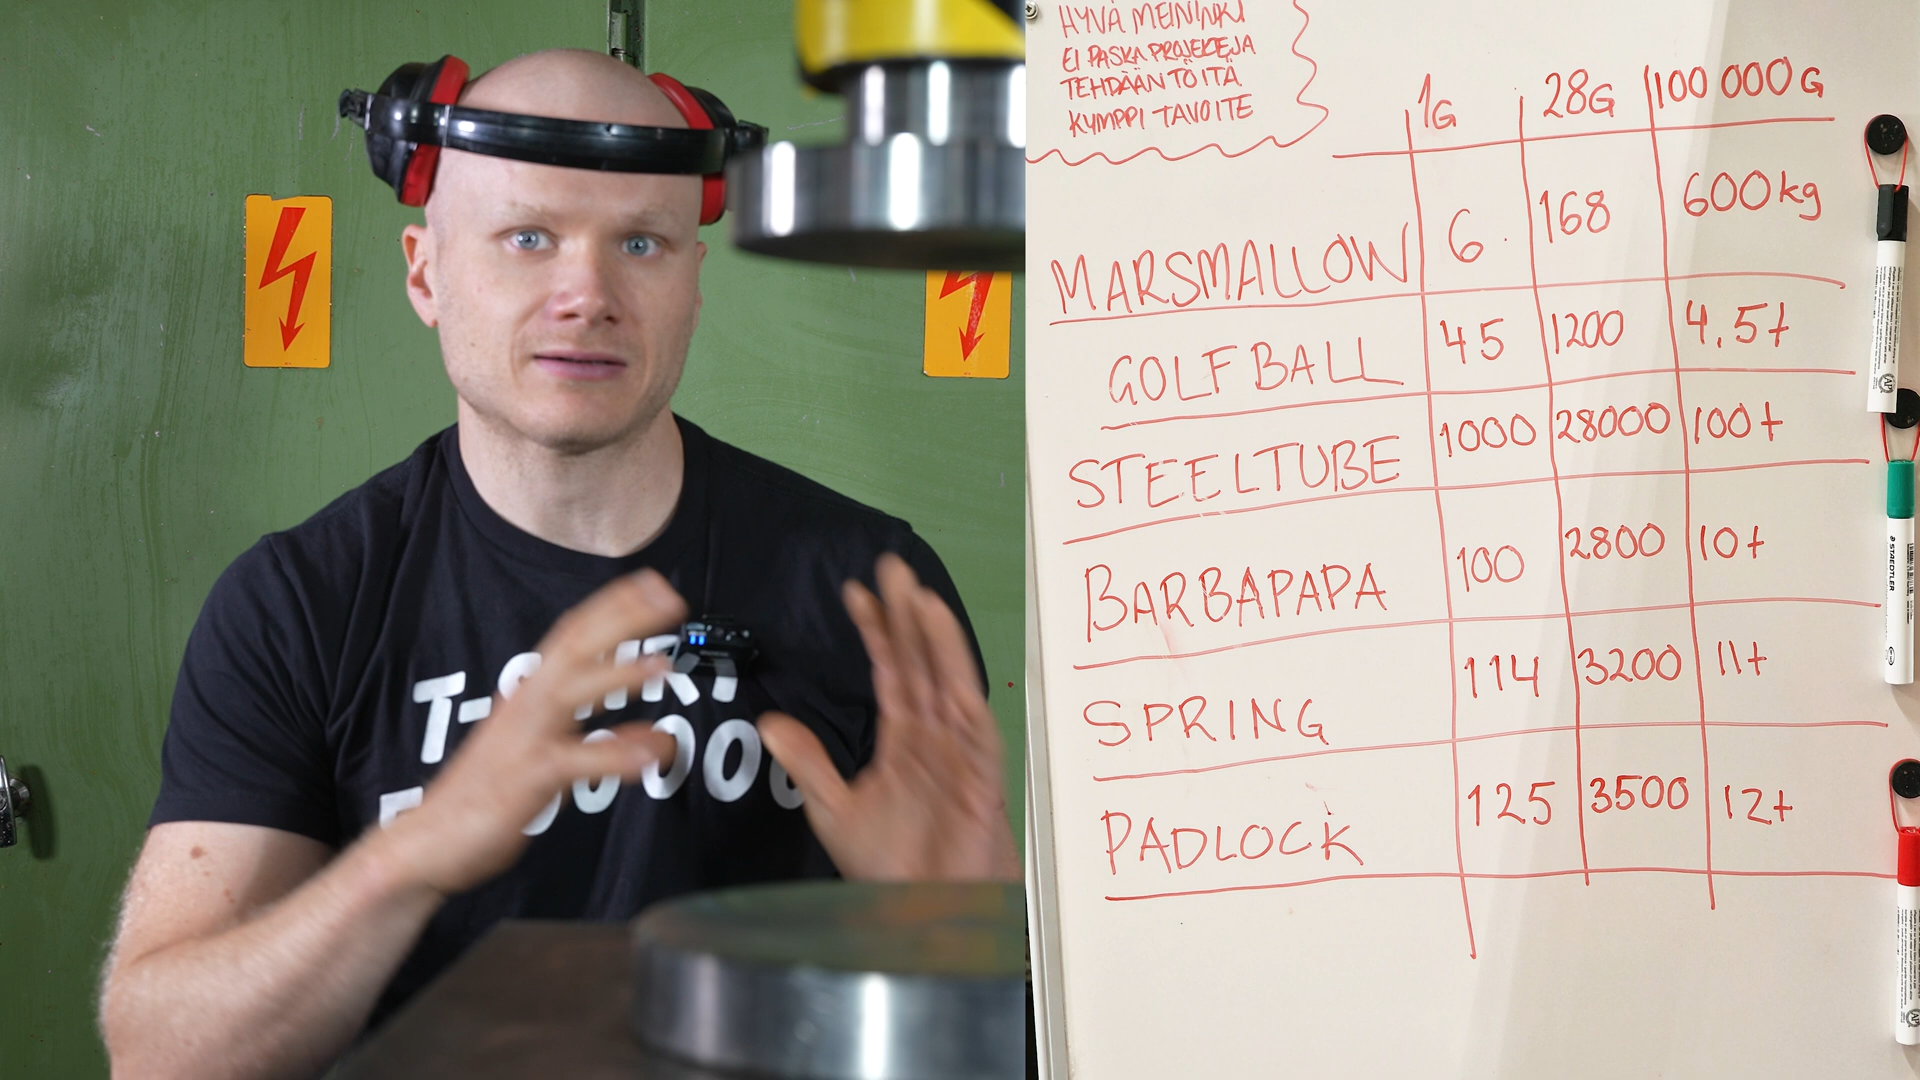 T-SHIRT
HYVÄ MEININKI
EI PASKA PROJEKTEJA
TEHDÄÄN TÖITÄ
KYMPPI TAVOITE
1G 28G 100 000G
MARSMALLOW 6 168 600kg
GOLFBALL 45 1200 4.5t
STEELTUBE 1000 28000 100t
BARBAPAPA 100 2800 10t
SPRING 114 3200 11t
PADLOCK 125 3500 12t
STAEDTLER